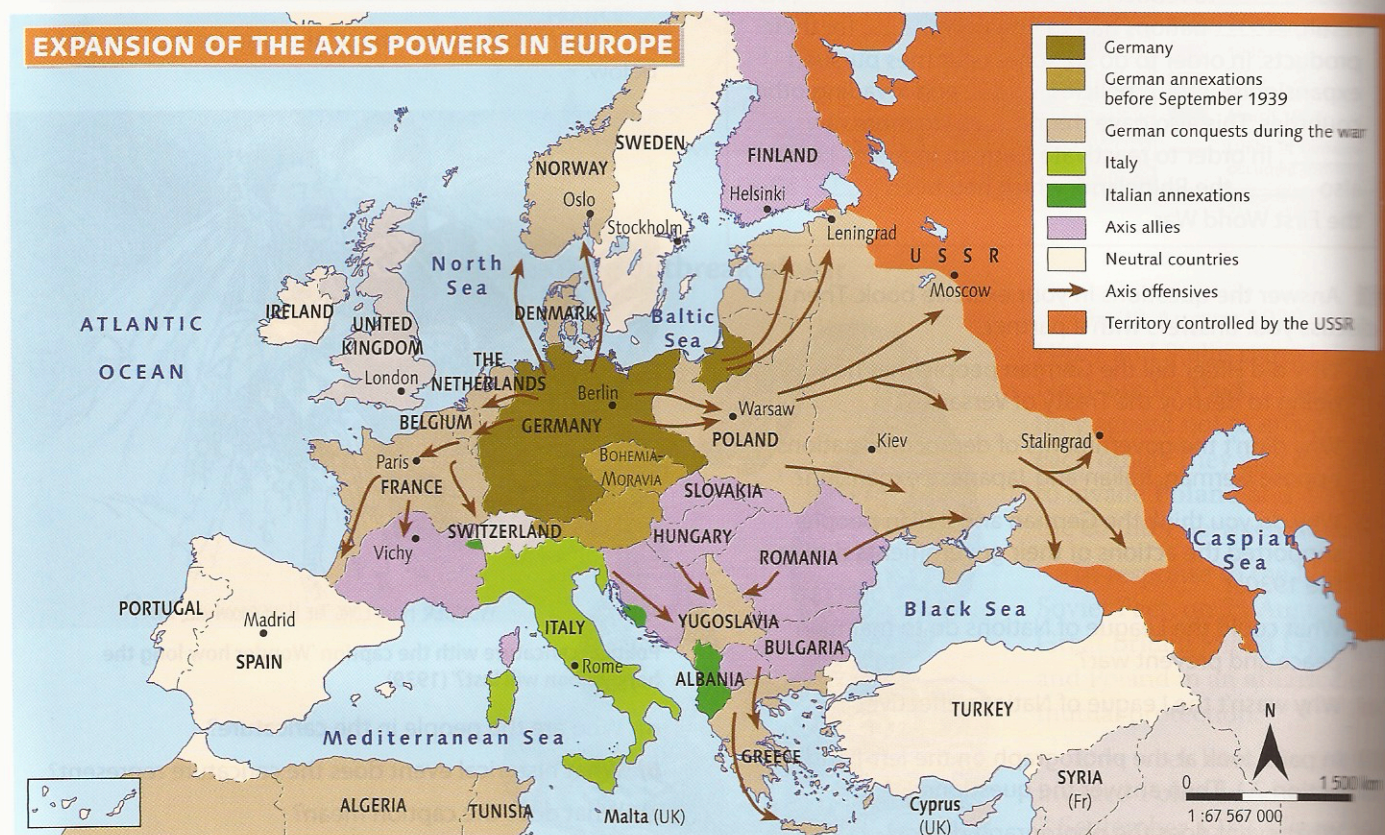 EXPANSION OF THE AXIS POWERS IN EUROPE
Germany
German annexations
before September 1939
German conquests during the war
Italy
Italian annexations
Axis allies
Neutral countries
Axis offensives
Territory controlled by the USSR
SWEDEN
NORWAY
FINLAND
Oslo
Helsinki
Stockholm
Leningrad
USSR
Moscow
North
Sea
ATLANTIC
OCEAN
IRELAND
UNITED
KINGDOM
London
DENMARK
Baltic
Sea
THE
NETHERLANDS
BELGIUM
Berlin
GERMANY
Warsaw
POLAND
Kiev
Stalingrad
Paris
FRANCE
BOHEMIA-
MORAVIA
SLOVAKIA
SWITZERLAND
Vichy
HUNGARY
ROMANIA
Caspian
Sea
PORTUGAL
Madrid
SPAIN
ITALY
Rome
YUGOSLAVIA
Black Sea
BULGARIA
ALBANIA
Mediterranean Sea
GREECE
TURKEY
ALGERIA
TUNISIA
Malta (UK)
Cyprus
(UK)
SYRIA
(Fr)
N
0 1 500 km
1 :67 567 000